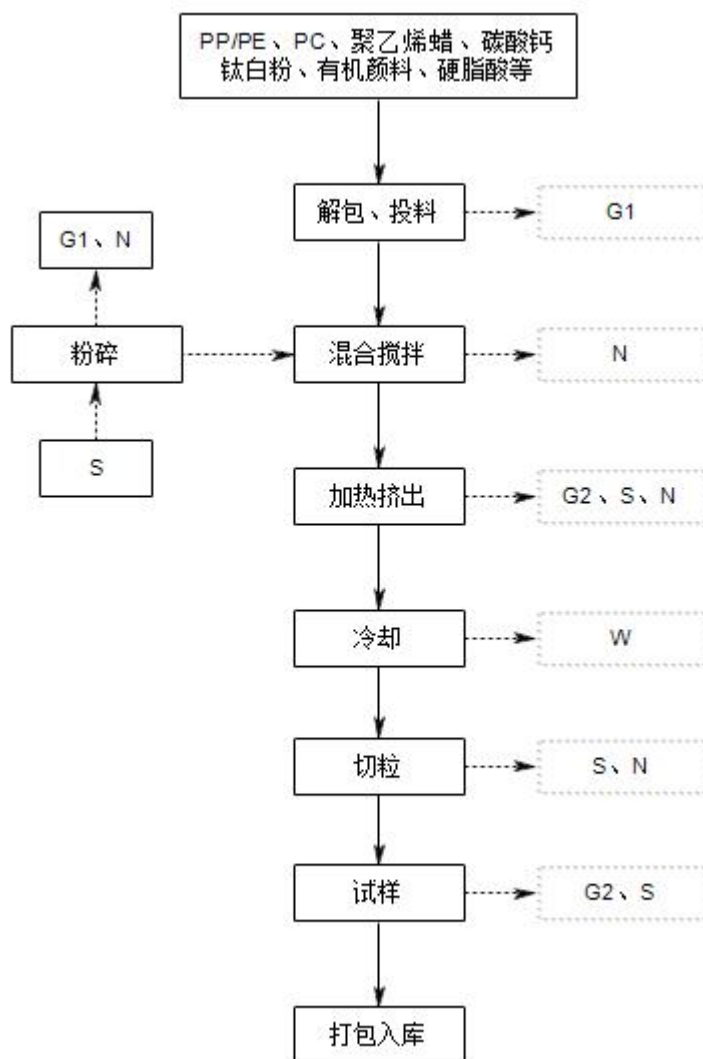 PP/PE、PC、聚乙烯蜡、碳酸钙
钛白粉、有机颜料、硬脂酸等
解包、投料
G1
G1、N
粉碎
混合搅拌
N
S
加热挤出
G2、S、N
冷却
W
切粒
S、N
试样
G2、S
打包入库